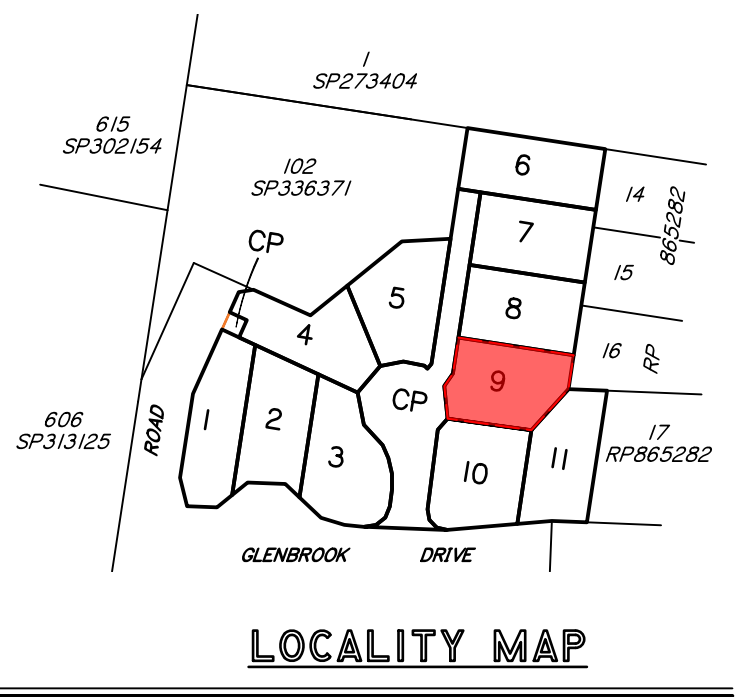 1
SP273404
615
SP302154
102
SP336371
6
14
865282
CP
7
15
5
8
4
16
RP
9
CP
606
SP313125
ROAD
1
2
3
10
11
17
RP865282
GLENBROOK DRIVE
LOCALITY MAP